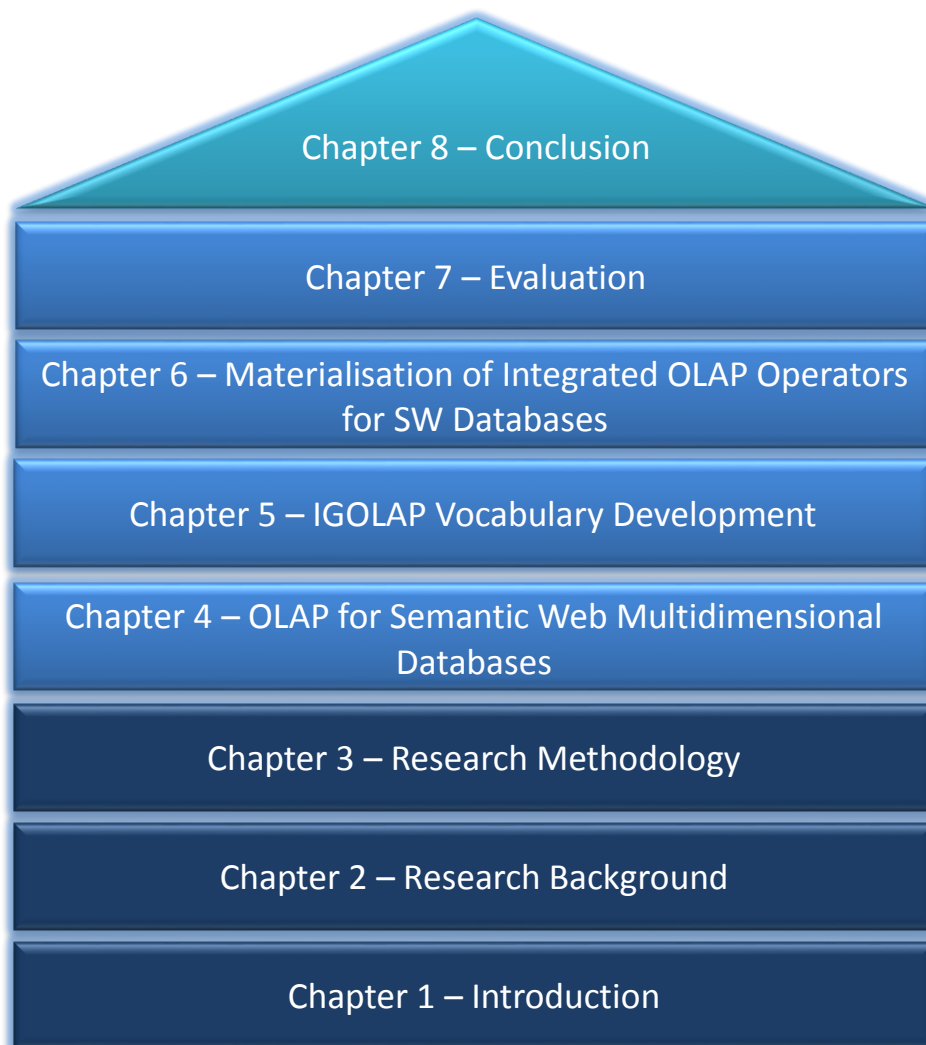 Chapter 8 – Conclusion
Chapter 7 – Evaluation
Chapter 6 – Materialisation of Integrated OLAP Operators
for SW Databases
Chapter 5 – IGOLAP Vocabulary Development
Chapter 4 – OLAP for Semantic Web Multidimensional
Databases
Chapter 3 – Research Methodology
Chapter 2 – Research Background
Chapter 1 – Introduction